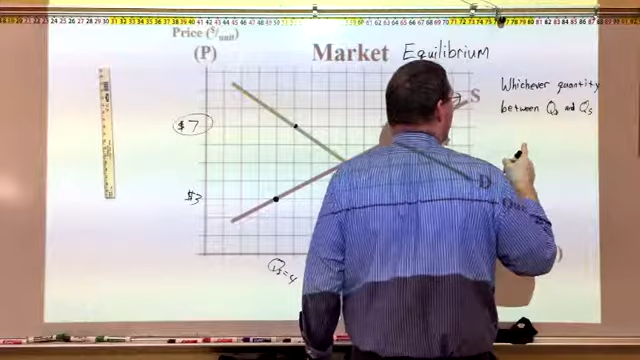 Price ($/unit)
(P)
Market Equilibrium
Whichever quantity
between Qd and Qs
S
$7
D
$3
Qs=4